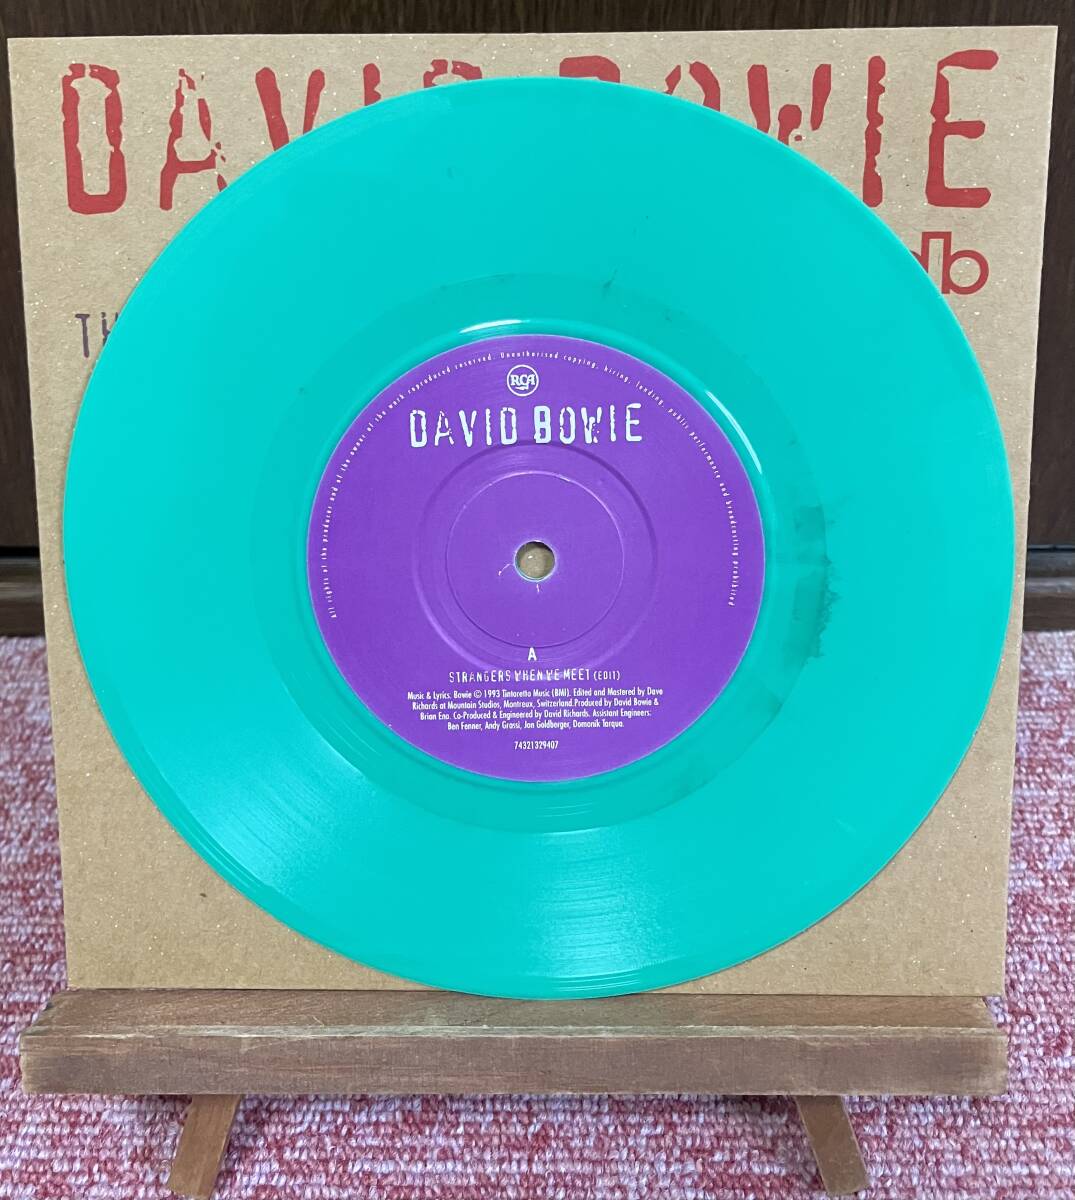 DAVID BOWIE
db
TH
All rights of the producer and of the owner of the work reproduced reserved. Unauthorised copying, hiring, lending, public performance and broadcasting prohibited
RCA
DAVID BOWIE
A
STRANGERS WHEN WE MEET (EDIT)
Music & Lyrics. Bowie © 1993 Tintoretto Music (BMI). Edited and Mastered by Dave
Richards at Mountain Studios, Montreux, Switzerland.Produced by David Bowie &
Brian Eno. Co-Produced & Engineered by David Richards. Assistant Engineers:
Ben Fenner, Andy Grassi, Jon Goldberger, Domonik Tarqua.
74321329407